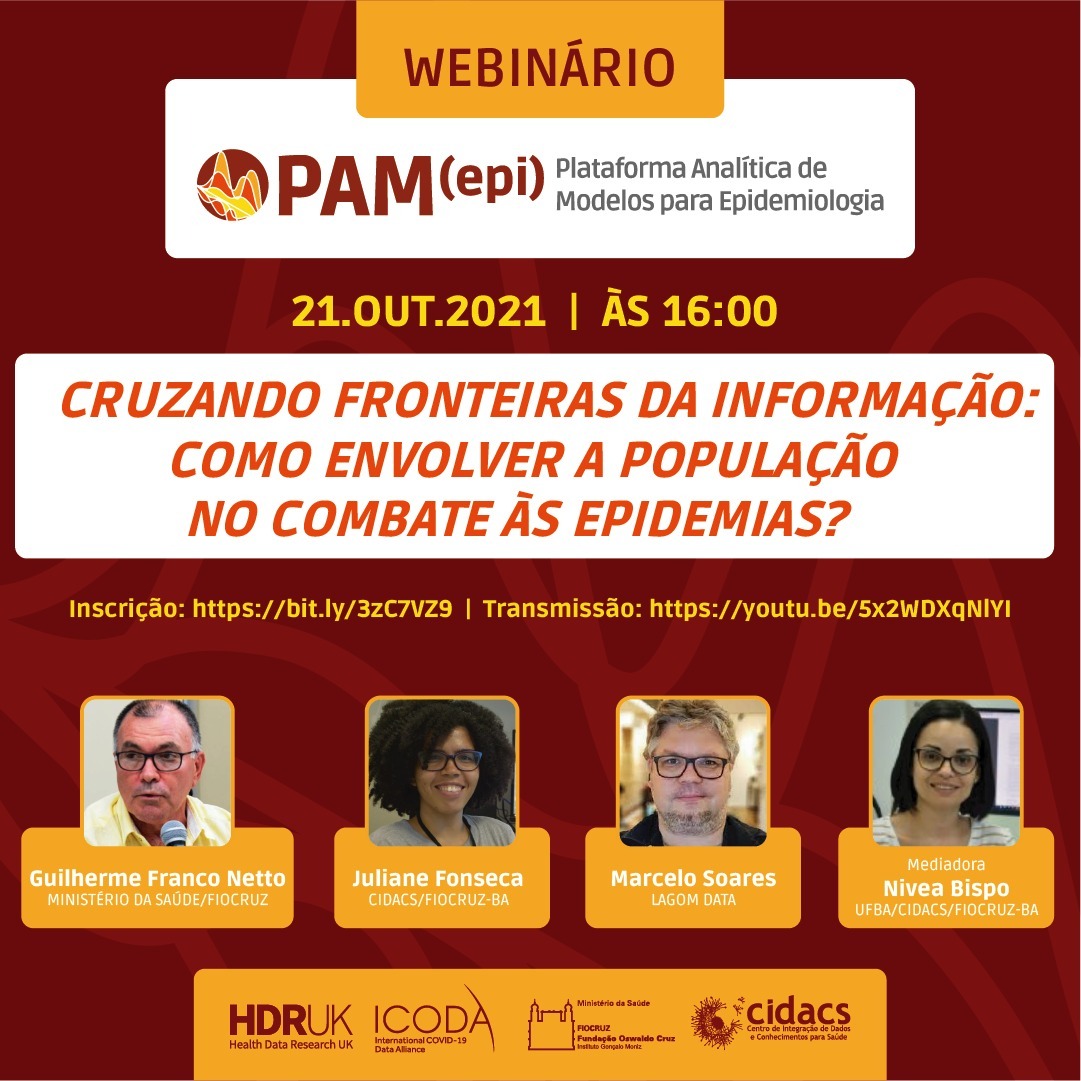 WEBINÁRIO
PAM(epi)
Plataforma Analítica de
Modelos para Epidemiologia
21.OUT.2021 | ÀS 16:00
CRUZANDO FRONTEIRAS DA INFORMAÇÃO:
COMO ENVOLVER A POPULAÇÃO
NO COMBATE ÀS EPIDEMIAS?
Inscrição: https://bit.ly/3zC7VZ9 | Transmissão: https://youtu.be/5x2WDXqNlYI
Guilherme Franco Netto
MINISTÉRIO DA SAÚDE/FIOCRUZ
Juliane Fonseca
CIDACS/FIOCRUZ-BA
Marcelo Soares
LAGOM DATA
Mediadora
Nivea Bispo
UFBA/CIDACS/FIOCRUZ-BA
HDRUK
Health Data Research UK
ICODA
International COVID-19
Data Alliance
Ministério da Saúde
FIOCRUZ
Fundação Oswaldo Cruz
Instituto Gonçalo Moniz
cidacs
Centro de Integração de Dados
e Conhecimentos para Saúde